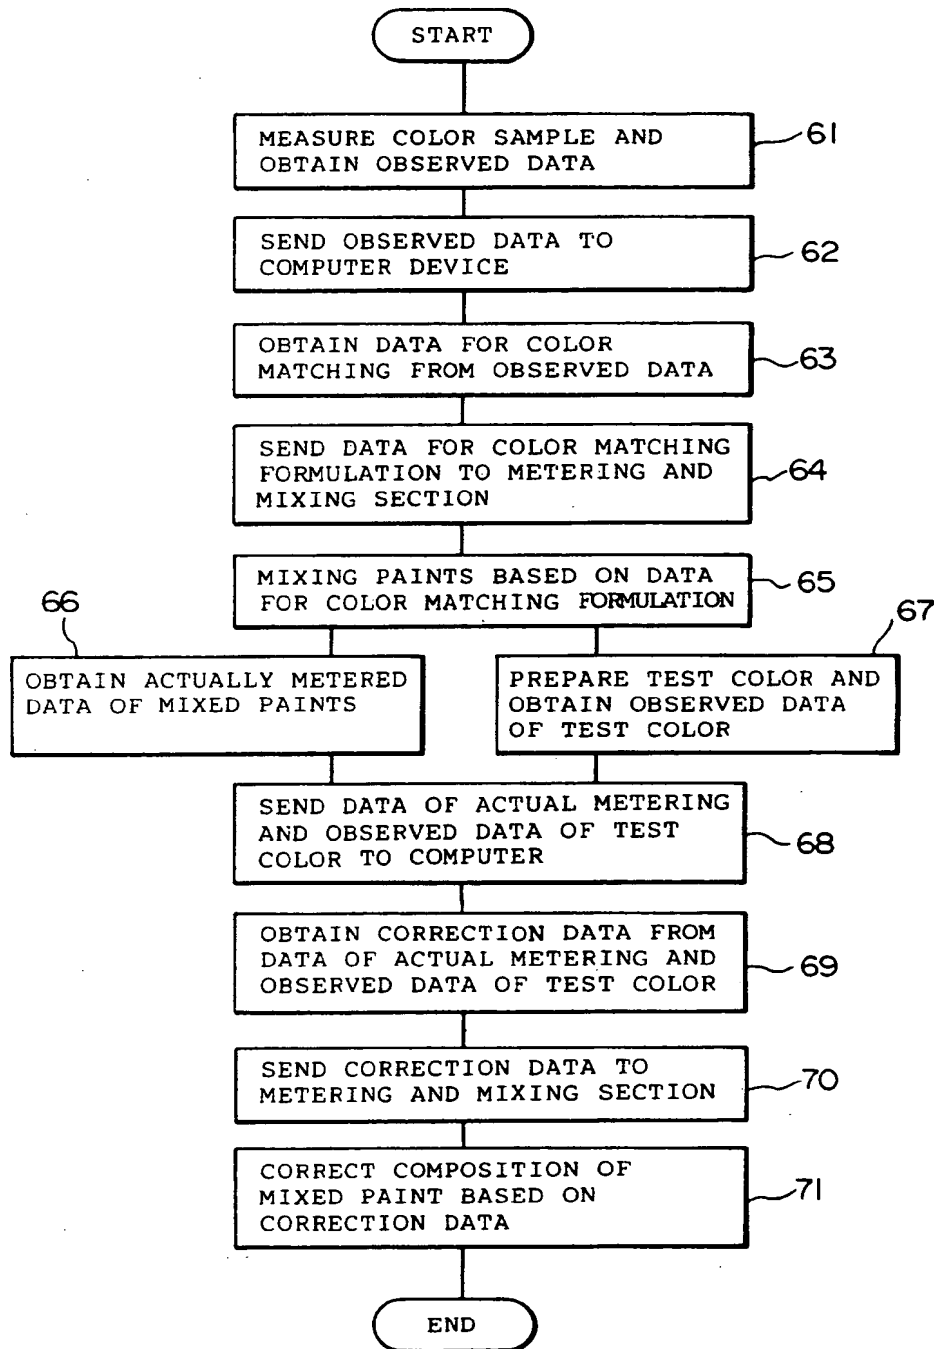 START
MEASURE COLOR SAMPLE AND
OBTAIN OBSERVED DATA
61
SEND OBSERVED DATA TO
COMPUTER DEVICE
62
OBTAIN DATA FOR COLOR
MATCHING FROM OBSERVED DATA
63
SEND DATA FOR COLOR MATCHING
FORMULATION TO METERING AND
MIXING SECTION
64
MIXING PAINTS BASED ON DATA
FOR COLOR MATCHING FORMULATION
65
66
OBTAIN ACTUALLY METERED
DATA OF MIXED PAINTS
67
PREPARE TEST COLOR AND
OBTAIN OBSERVED DATA
OF TEST COLOR
SEND DATA OF ACTUAL METERING
AND OBSERVED DATA OF TEST
COLOR TO COMPUTER
68
OBTAIN CORRECTION DATA FROM
DATA OF ACTUAL METERING AND
OBSERVED DATA OF TEST COLOR
69
SEND CORRECTION DATA TO
METERING AND MIXING SECTION
70
CORRECT COMPOSITION OF
MIXED PAINT BASED ON
CORRECTION DATA
71
END